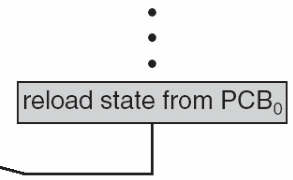 reload state from PCB₀